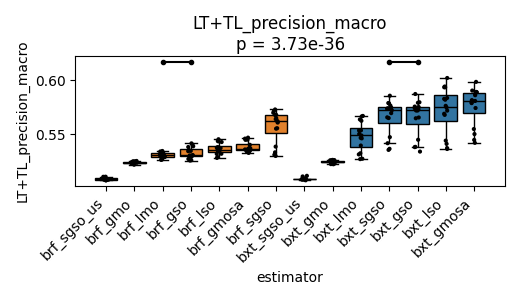 LT+TL_precision_macro
p = 3.73e-36
LT+TL_precision_macro
0.60
0.55
brf_sgso_us
brf_gmo
brf_lmo
brf_gso
brf_lso
brf_gmosa
brf_sgso
bxt_sgso_us
bxt_gmo
bxt_lmo
bxt_sgso
bxt_gso
bxt_lso
bxt_gmosa
estimator